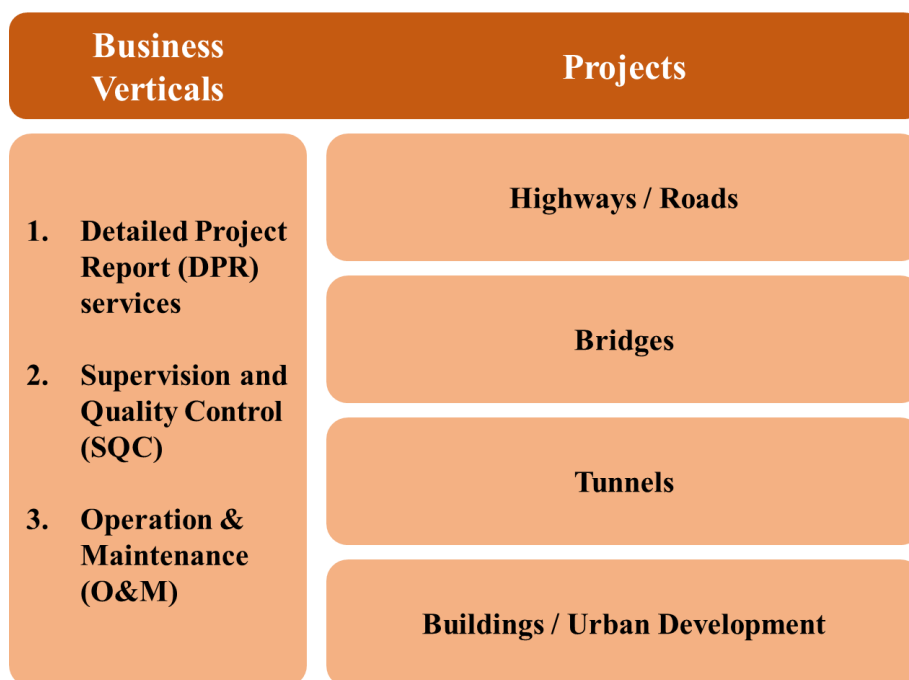 Business
Verticals
Projects
1. Detailed Project
Report (DPR)
services
2. Supervision and
Quality Control
(SQC)
3. Operation &
Maintenance
(O&M)
Highways / Roads
Bridges
Tunnels
Buildings / Urban Development